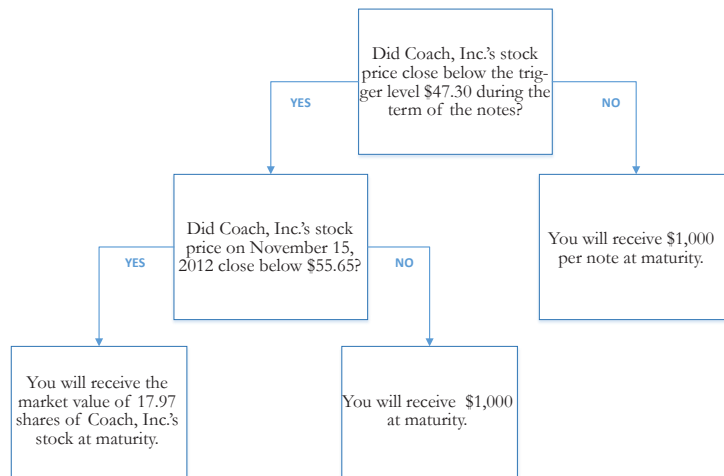 Did Coach, Inc.'s stock
price close below the trig-
ger level $47.30 during the
term of the notes?
YES
NO
Did Coach, Inc.'s stock
price on November 15,
2012 close below $55.65?
You will receive $1,000
per note at maturity.
YES
NO
You will receive the
market value of 17.97
shares of Coach, Inc.'s
stock at maturity.
You will receive $1,000
at maturity.